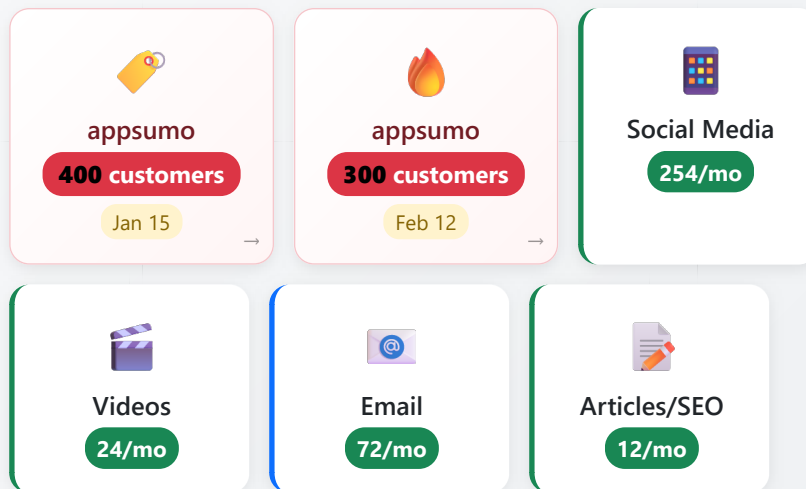 appsumo
400 customers
Jan 15
→
appsumo
300 customers
Feb 12
→
Social Media
254/mo
Videos
24/mo
Email
72/mo
Articles/SEO
12/mo